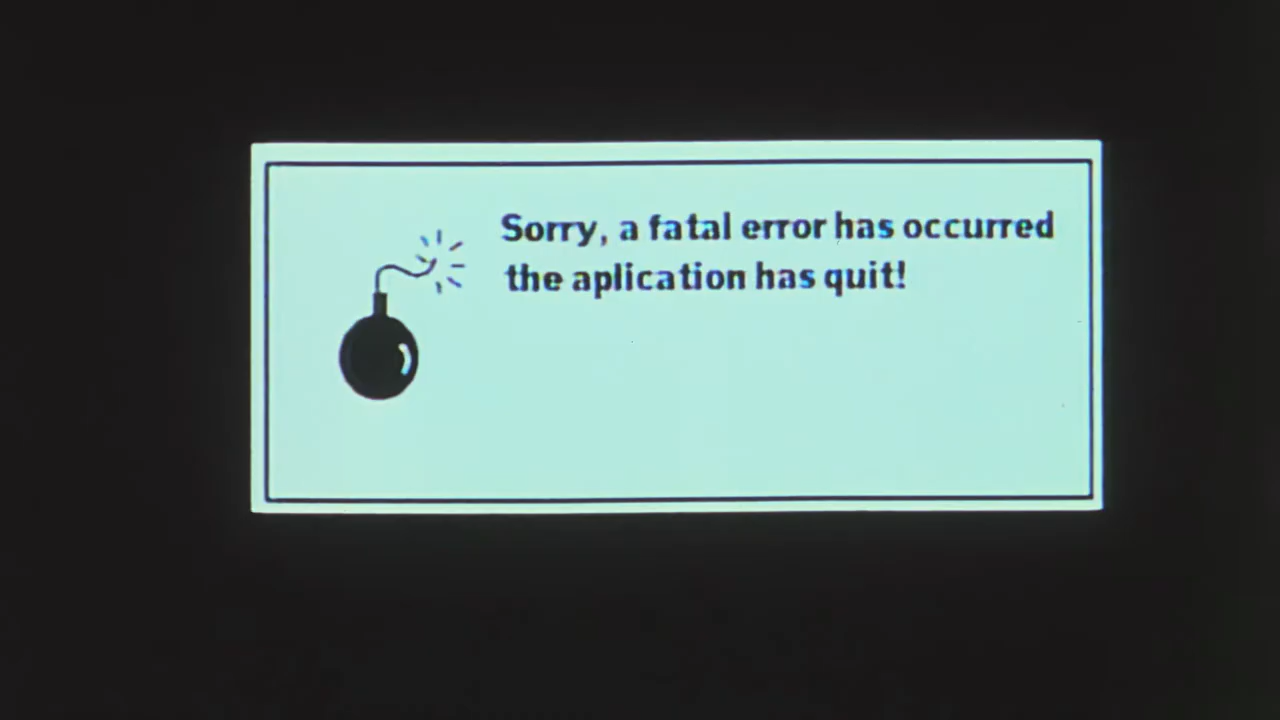 Sorry, a fatal error has occurred
the aplication has quit!